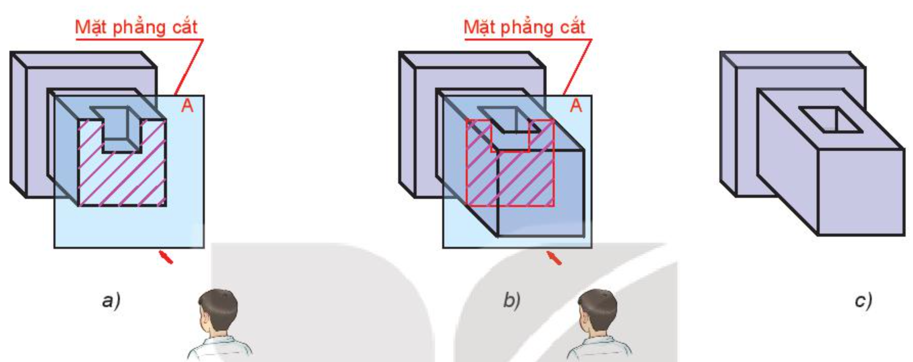 Mặt phẳng cắt
Mặt phẳng cắt
A
A
a)
b)
c)